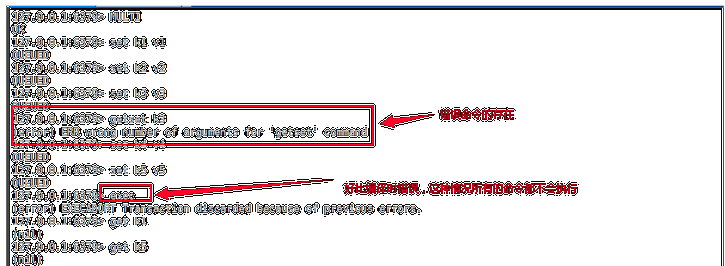 127.0.0.1:6379> MULTI
OK
127.0.0.1:6379> set k1 v1
QUEUED
127.0.0.1:6379> set k2 v2
QUEUED
127.0.0.1:6379> set k3 v3
QUEUED
127.0.0.1:6379> getset k3
(error) ERR wrong number of arguments for 'getset' command
127.0.0.1:6379> set k4 v4
QUEUED
127.0.0.1:6379> set k5 v5
QUEUED
127.0.0.1:6379> exec
(error) EXECABORT Transaction discarded because of previous errors.
127.0.0.1:6379> get
(nil)
127.0.0.1:6379> get k5
(nil)
错误命令的存在
好比编译时错误，这种情况所有的命令都不会执行